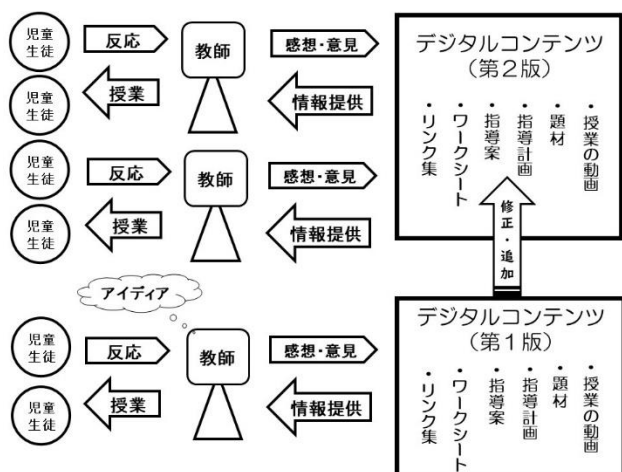 児童
生徒
反応
教師
感想・意見
児童
生徒
授業
情報提供
児童
生徒
反応
教師
感想・意見
児童
生徒
授業
情報提供
デジタルコンテンツ
(第2版)
・授業の動画
・題材
・指導計画
・指導案
・ワークシート
・リンク集
修正・追加
アイディア
児童
生徒
反応
教師
感想・意見
児童
生徒
授業
情報提供
デジタルコンテンツ
(第1版)
・授業の動画
・題材
・指導計画
・指導案
・ワークシート
・リンク集